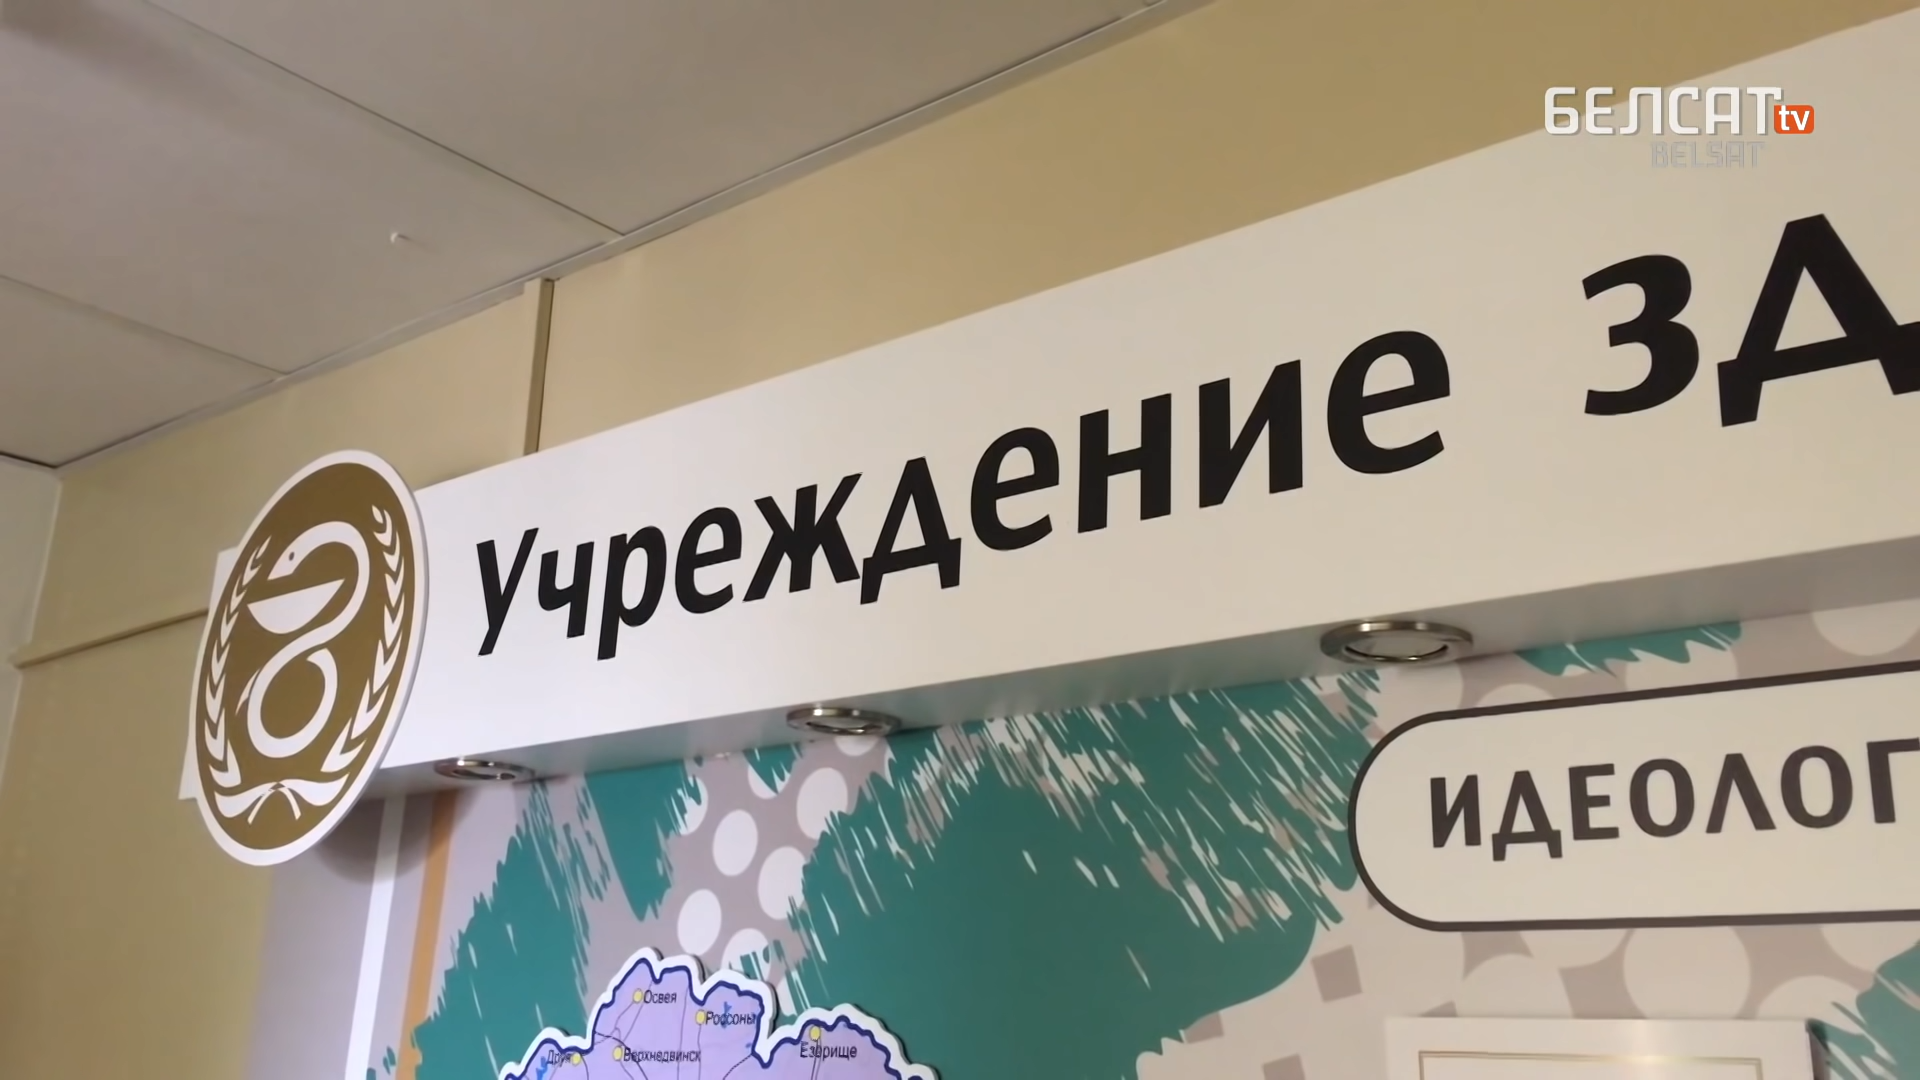 БЕЛСАТ tv
BELSAT
Учреждение зд
ИДЕОЛОГ
Освея
Россоны
Друя
Верхнедвинск
Езерище